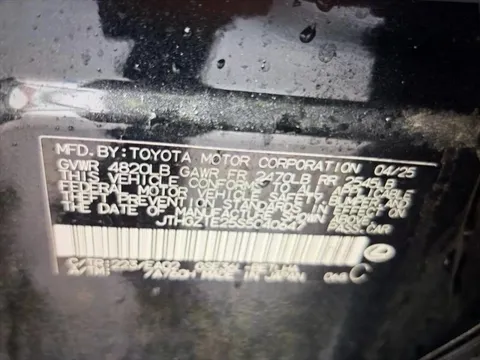 MFD. BY: TOYOTA MOTOR CORPORATION 04/25
GVWR 4820LB GAWR FR 2470LB RR 2545LB
THIS VEHICLE CONFORMS TO ALL APPLICABLE
FEDERAL MOTOR VEHICLE SAFETY, BUMPER, AND
THEFT PREVENTION STANDARDS IN EFFECT ON
THE DATE OF MANUFACTURE SHOWN ABOVE.
PASS. CAR
MADE IN JAPAN